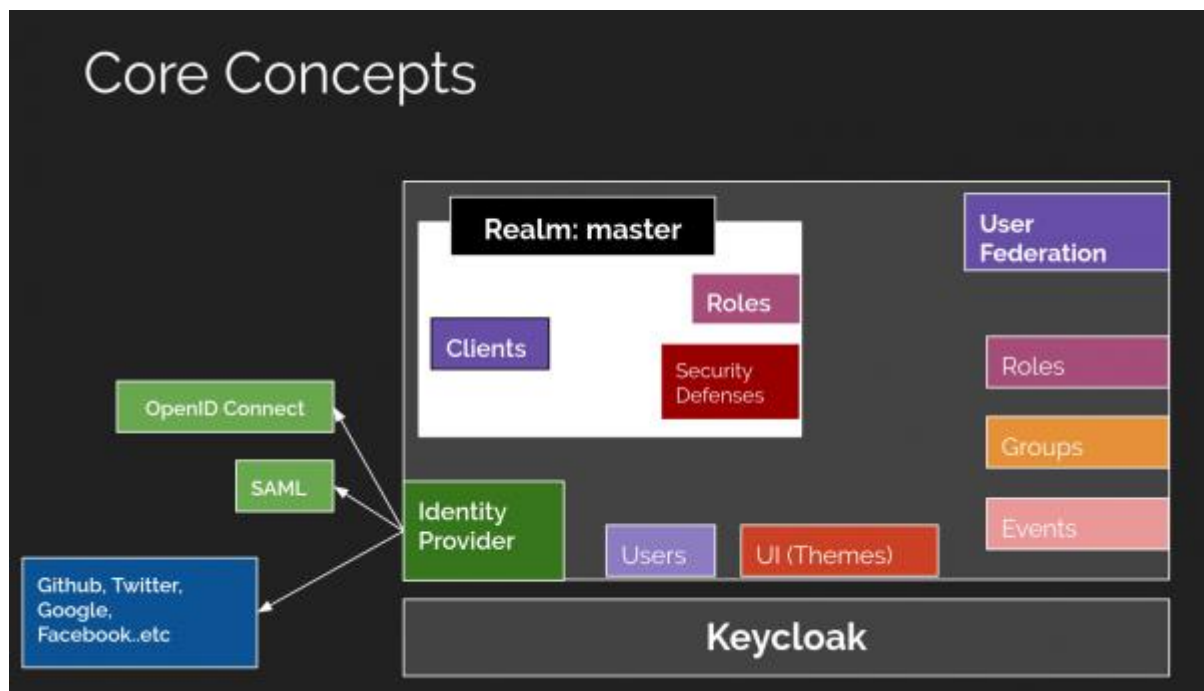 Core Concepts
Realm: master
User
Federation
Roles
Clients
Security
Defenses
Roles
OpenID Connect
Groups
SAML
Identity
Provider
Events
Users
UI (Themes)
Github, Twitter,
Google,
Facebook..etc
Keycloak